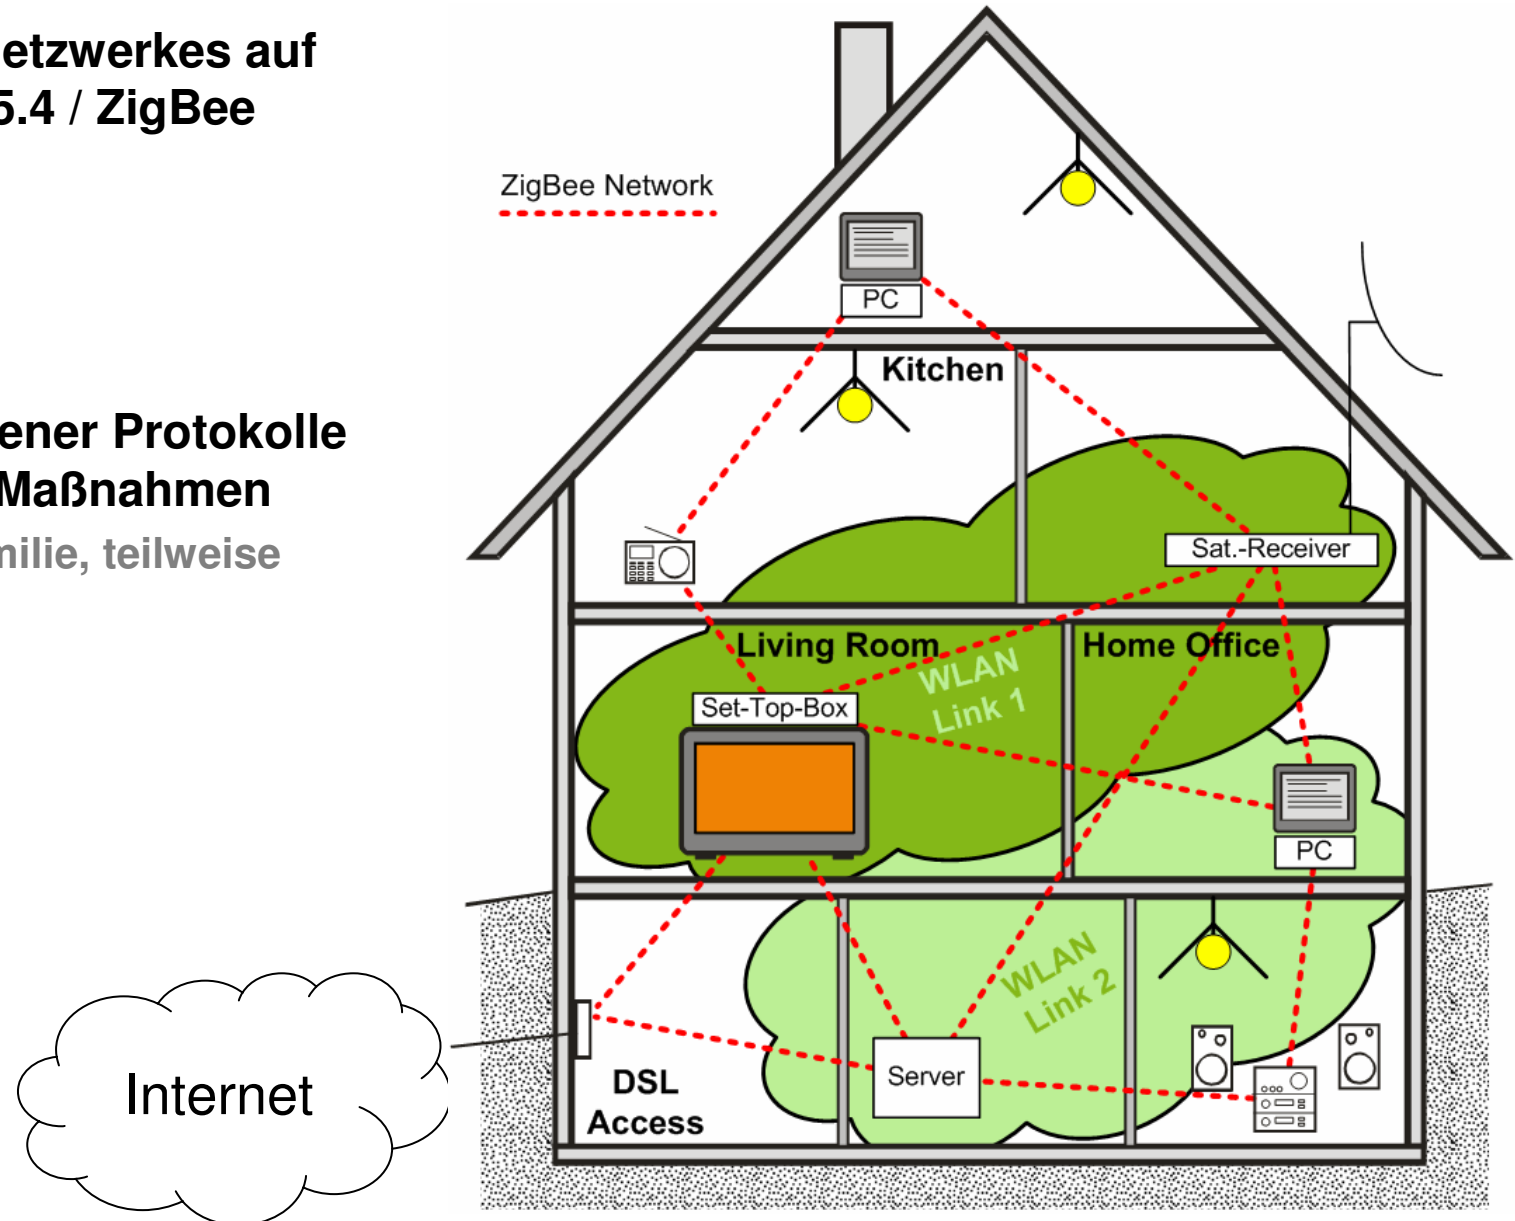 etzwerkes auf
5.4 / ZigBee
ener Protokolle
Maßnahmen
milie, teilweise
ZigBee Network
PC
Kitchen
Sat.-Receiver
Living Room
Home Office
WLAN
Link 1
Set-Top-Box
PC
WLAN
Link 2
Internet
DSL
Access
Server